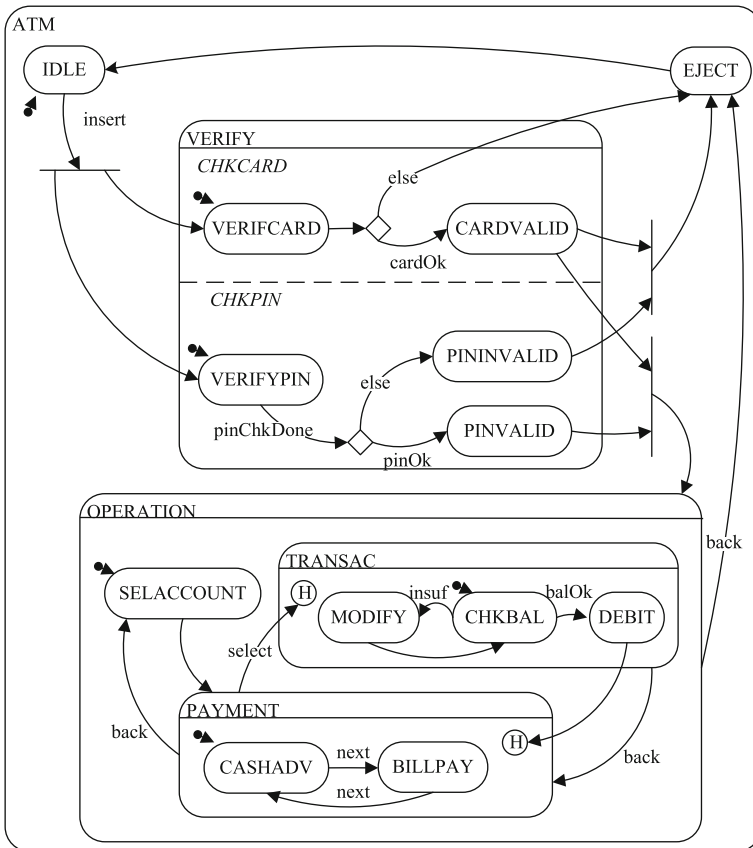 ATM
IDLE
EJECT
insert
VERIFY
CHKCARD
else
VERIFCARD
CARDVALID
cardOk
CHKPIN
PININVALID
VERIFYPIN
else
pinChkDone
PINVALID
pinOk
OPERATION
back
TRANSAC
SELACCOUNT
H
insuf
balOk
MODIFY
CHKBAL
DEBIT
select
PAYMENT
back
H
next
back
CASHADV
BILLPAY
next